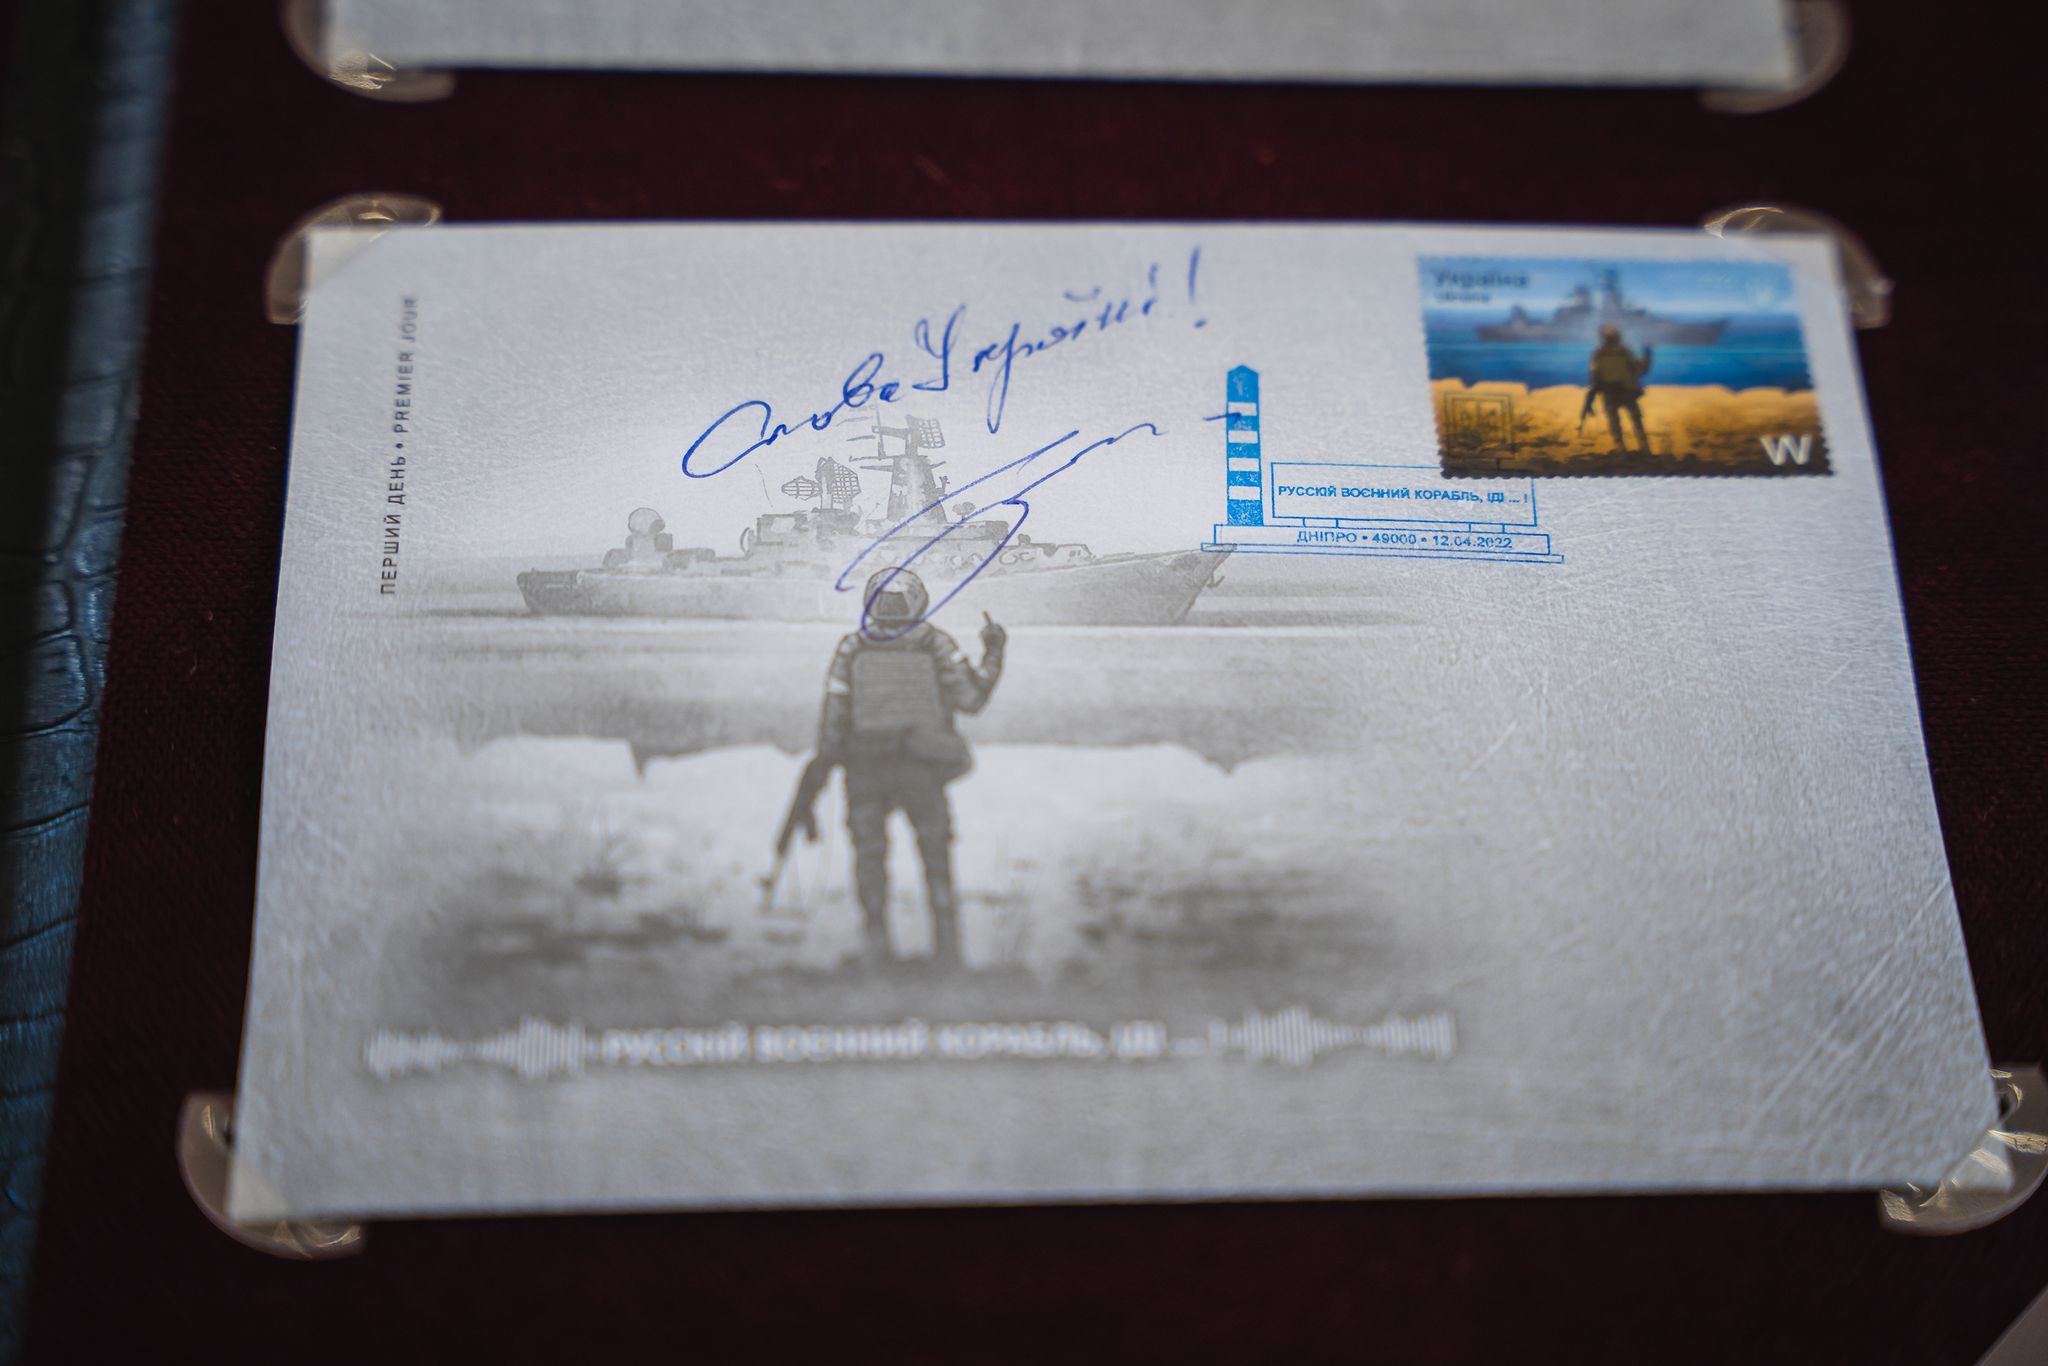 Слава Україні!
Україна
Ukraine
W
РУССКІЙ ВОЄННИЙ КОРАБЛЬ, ІДІ ... !
ДНІПРО • 49000 • 12.04.2022
ПЕРШИЙ ДЕНЬ • PREMIER JOUR
РУССКІЙ ВОЄННИЙ КОРАБЛЬ, ІДІ ... !